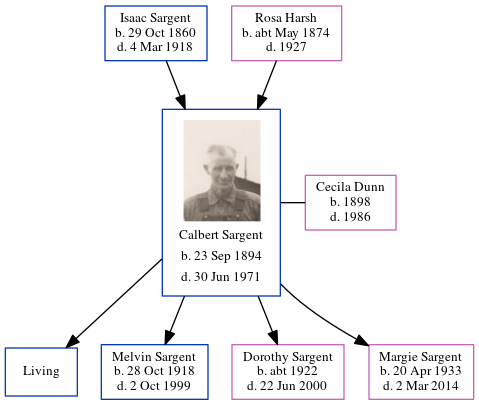 Isaac Sargent
b. 29 Oct 1860
d. 4 Mar 1918
Rosa Harsh
b. abt May 1874
d. 1927
Calbert Sargent
b. 23 Sep 1894
d. 30 Jun 1971
Cecila Dunn
b. 1898
d. 1986
Living
Melvin Sargent
b. 28 Oct 1918
d. 2 Oct 1999
Dorothy Sargent
b. abt 1922
d. 22 Jun 2000
Margie Sargent
b. 20 Apr 1933
d. 2 Mar 2014